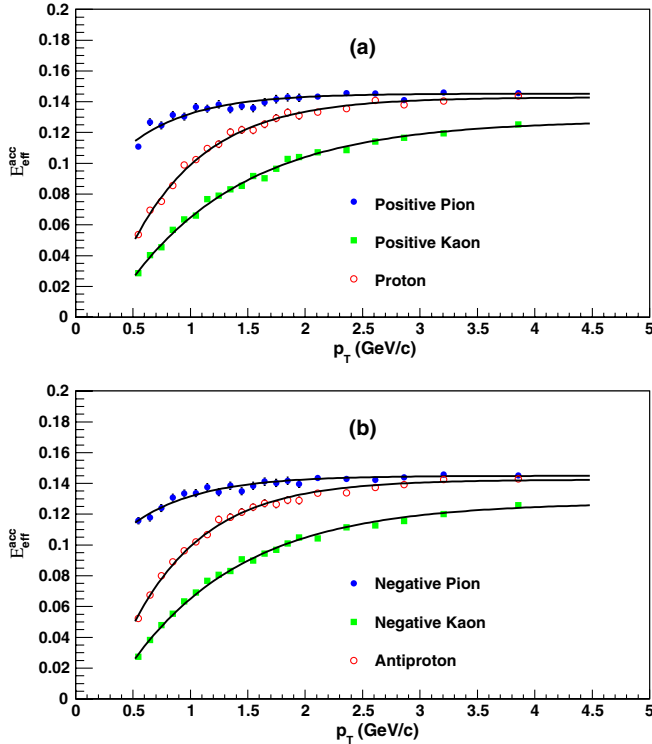 0.2
(a)
0.18
0.16
0.14
0.12
E^acc_eff
0.1
0.08
0.06
Positive Pion
0.04
Positive Kaon
0.02
Proton
0
0 0.5 1 1.5 2 2.5 3 3.5 4 4.5 5
p_T (GeV/c)
0.2
(b)
0.18
0.16
0.14
0.12
E^acc_eff
0.1
0.08
Negative Pion
0.06
Negative Kaon
0.04
Antiproton
0.02
0
0 0.5 1 1.5 2 2.5 3 3.5 4 4.5 5
p_T (GeV/c)